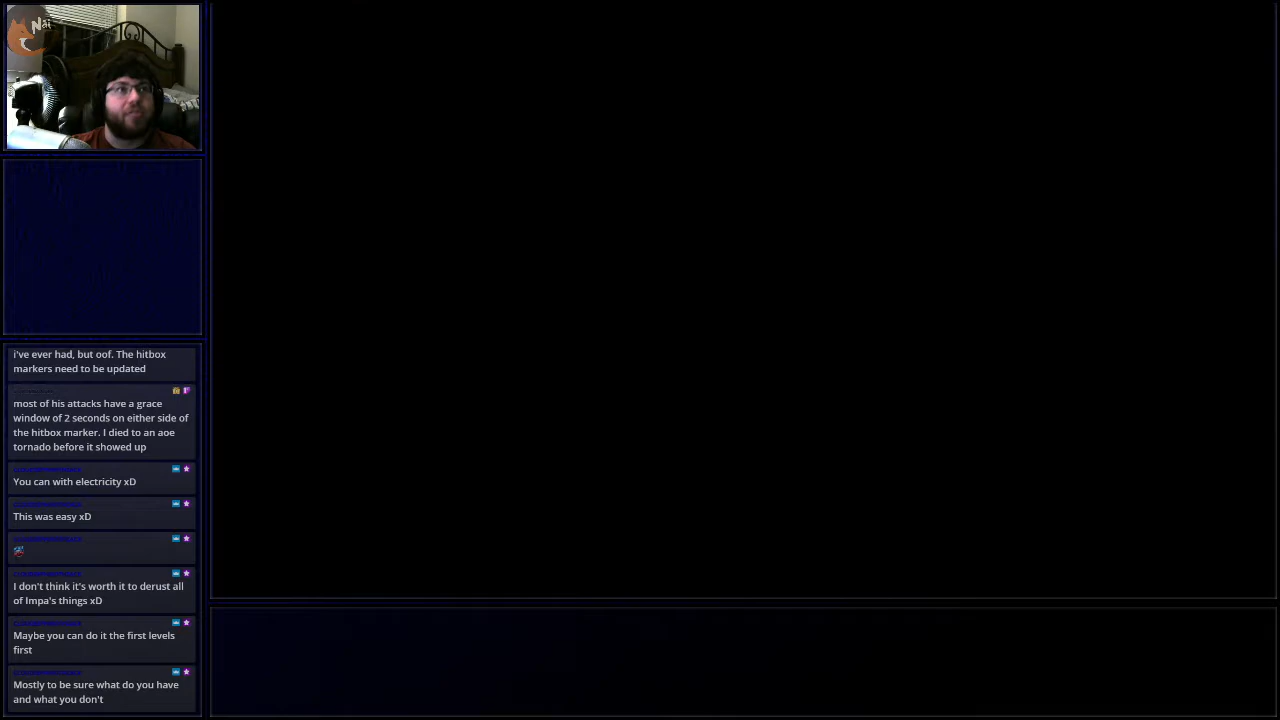 Näi
i've ever had, but oof. The hitbox
markers need to be updated
most of his attacks have a grace
window of 2 seconds on either side of
the hitbox marker. I died to an aoe
tornado before it showed up
You can with electricity xD
This was easy xD
I don't think it's worth it to derust all
of Impa's things xD
Maybe you can do it the first levels
first
Mostly to be sure what do you have
and what you don't